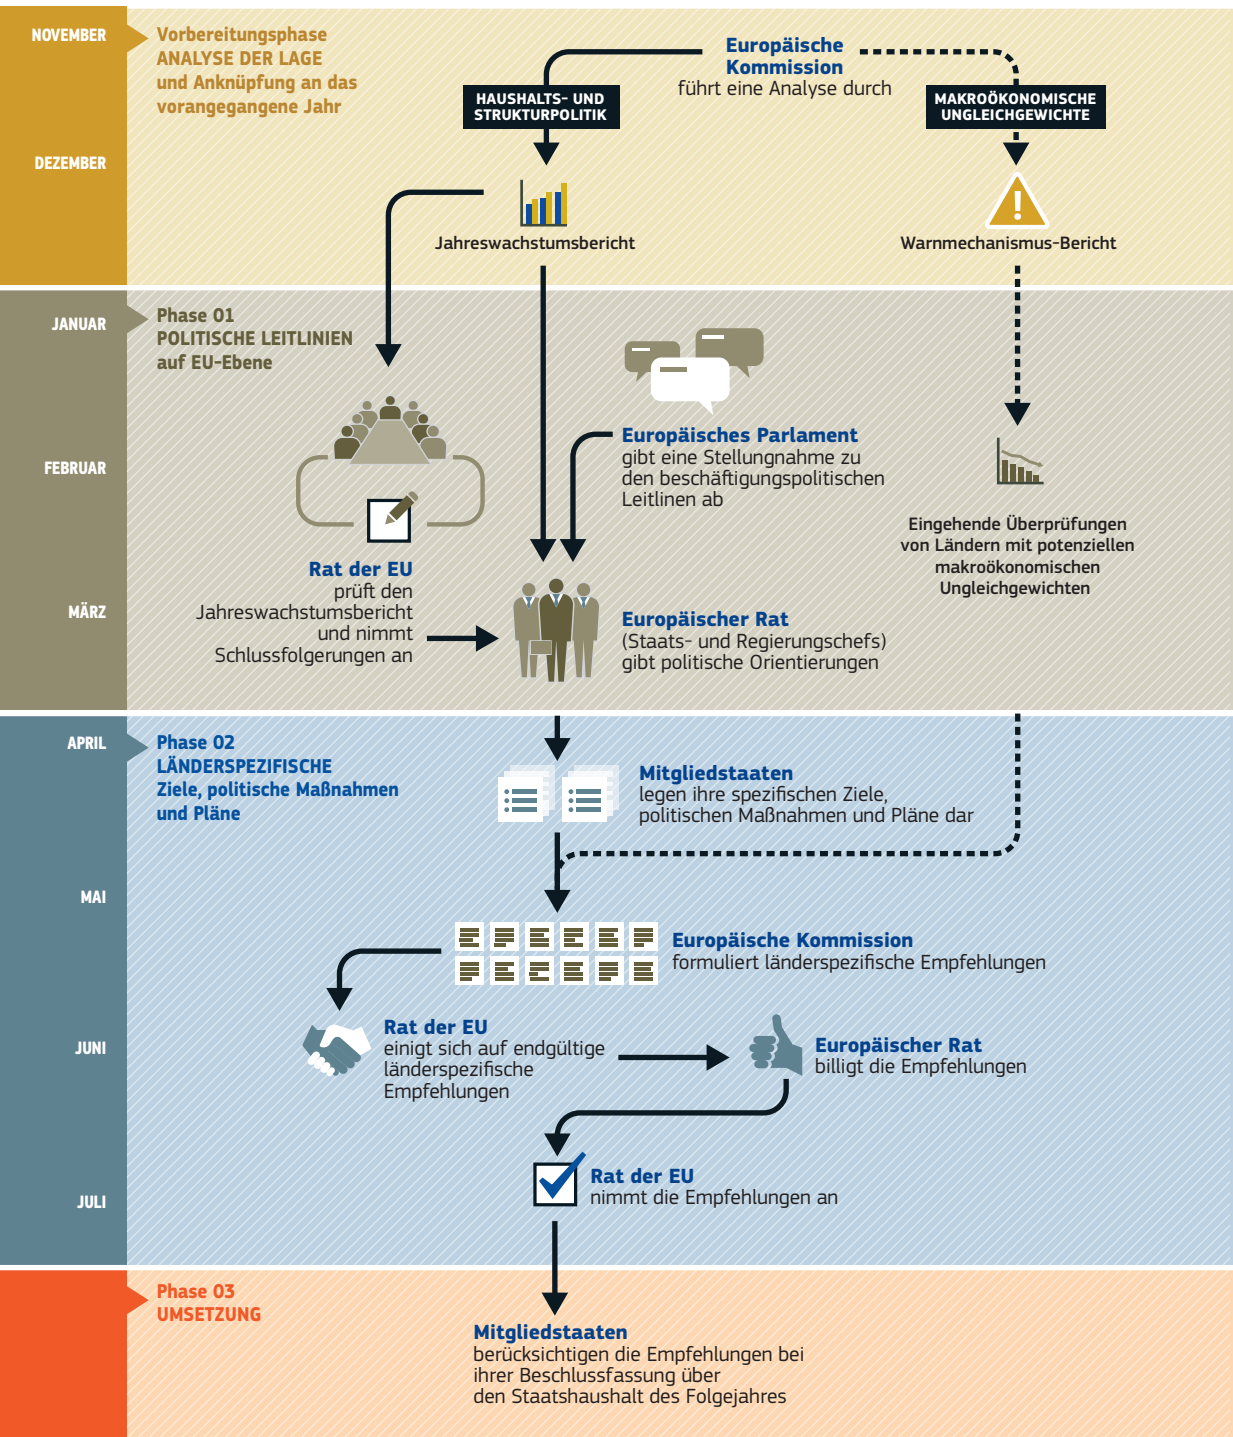 NOVEMBER
Vorbereitungsphase
ANALYSE DER LAGE
und Anknüpfung an das
vorangegangene Jahr
Europäische
Kommission
führt eine Analyse durch
HAUSHALTS- UND
STRUKTURPOLITIK
MAKROÖKONOMISCHE
UNGLEICHGEWICHTE
DEZEMBER
Jahreswachstumsbericht
Warnmechanismus-Bericht
JANUAR
Phase 01
POLITISCHE LEITLINIEN
auf EU-Ebene
FEBRUAR
Europäisches Parlament
gibt eine Stellungnahme zu
den beschäftigungspolitischen
Leitlinen ab
Eingehende Überprüfungen
von Ländern mit potenziellen
makroökonomischen
Ungleichgewichten
MÄRZ
Rat der EU
prüft den
Jahreswachstumsbericht
und nimmt
Schlussfolgerungen an
Europäischer Rat
(Staats- und Regierungschefs)
gibt politische Orientierungen
APRIL
Phase 02
LÄNDERSPEZIFISCHE
Ziele, politische Maßnahmen
und Pläne
Mitgliedstaaten
legen ihre spezifischen Ziele,
politischen Maßnahmen und Pläne dar
MAI
Europäische Kommission
formuliert länderspezifische Empfehlungen
JUNI
Rat der EU
einigt sich auf endgültige
länderspezifische
Empfehlungen
Europäischer Rat
billigt die Empfehlungen
JULI
Rat der EU
nimmt die Empfehlungen an
Phase 03
UMSETZUNG
Mitgliedstaaten
berücksichtigen die Empfehlungen bei
ihrer Beschlussfassung über
den Staatshaushalt des Folgejahres